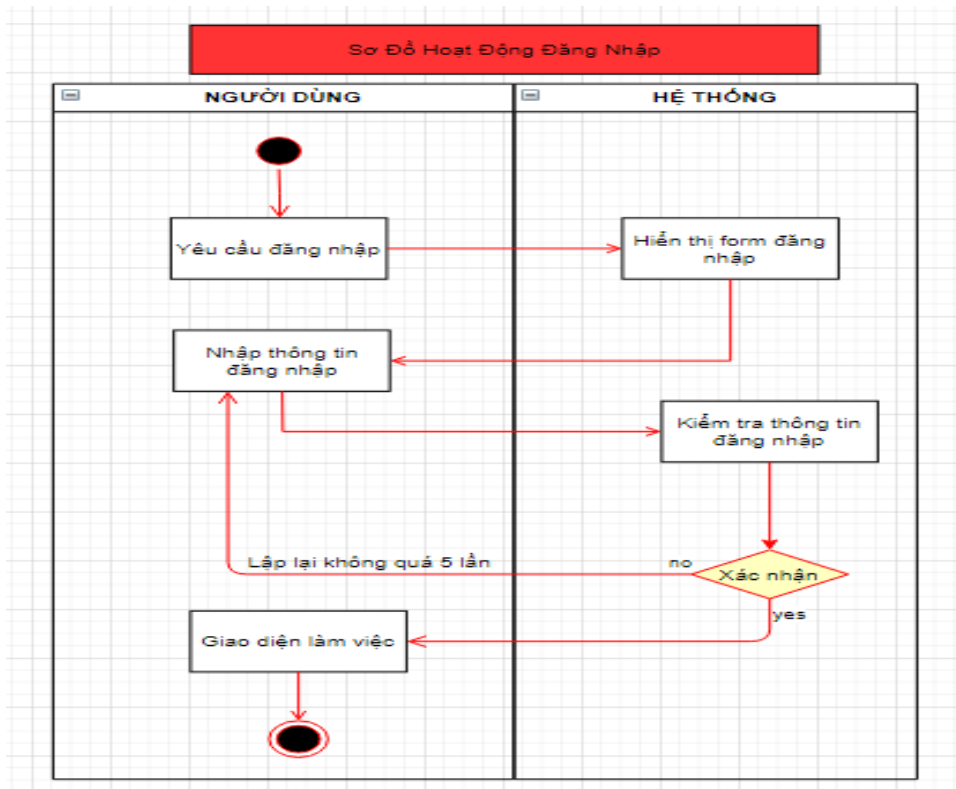 Sơ Đồ Hoạt Động Đăng Nhập
NGƯỜI DÙNG
HỆ THỐNG
Yêu cầu đăng nhập
Hiển thị form đăng
nhập
Nhập thông tin
đăng nhập
Kiểm tra thông tin
đăng nhập
Lập lại không quá 5 lần
no
Xác nhận
yes
Giao diện làm việc